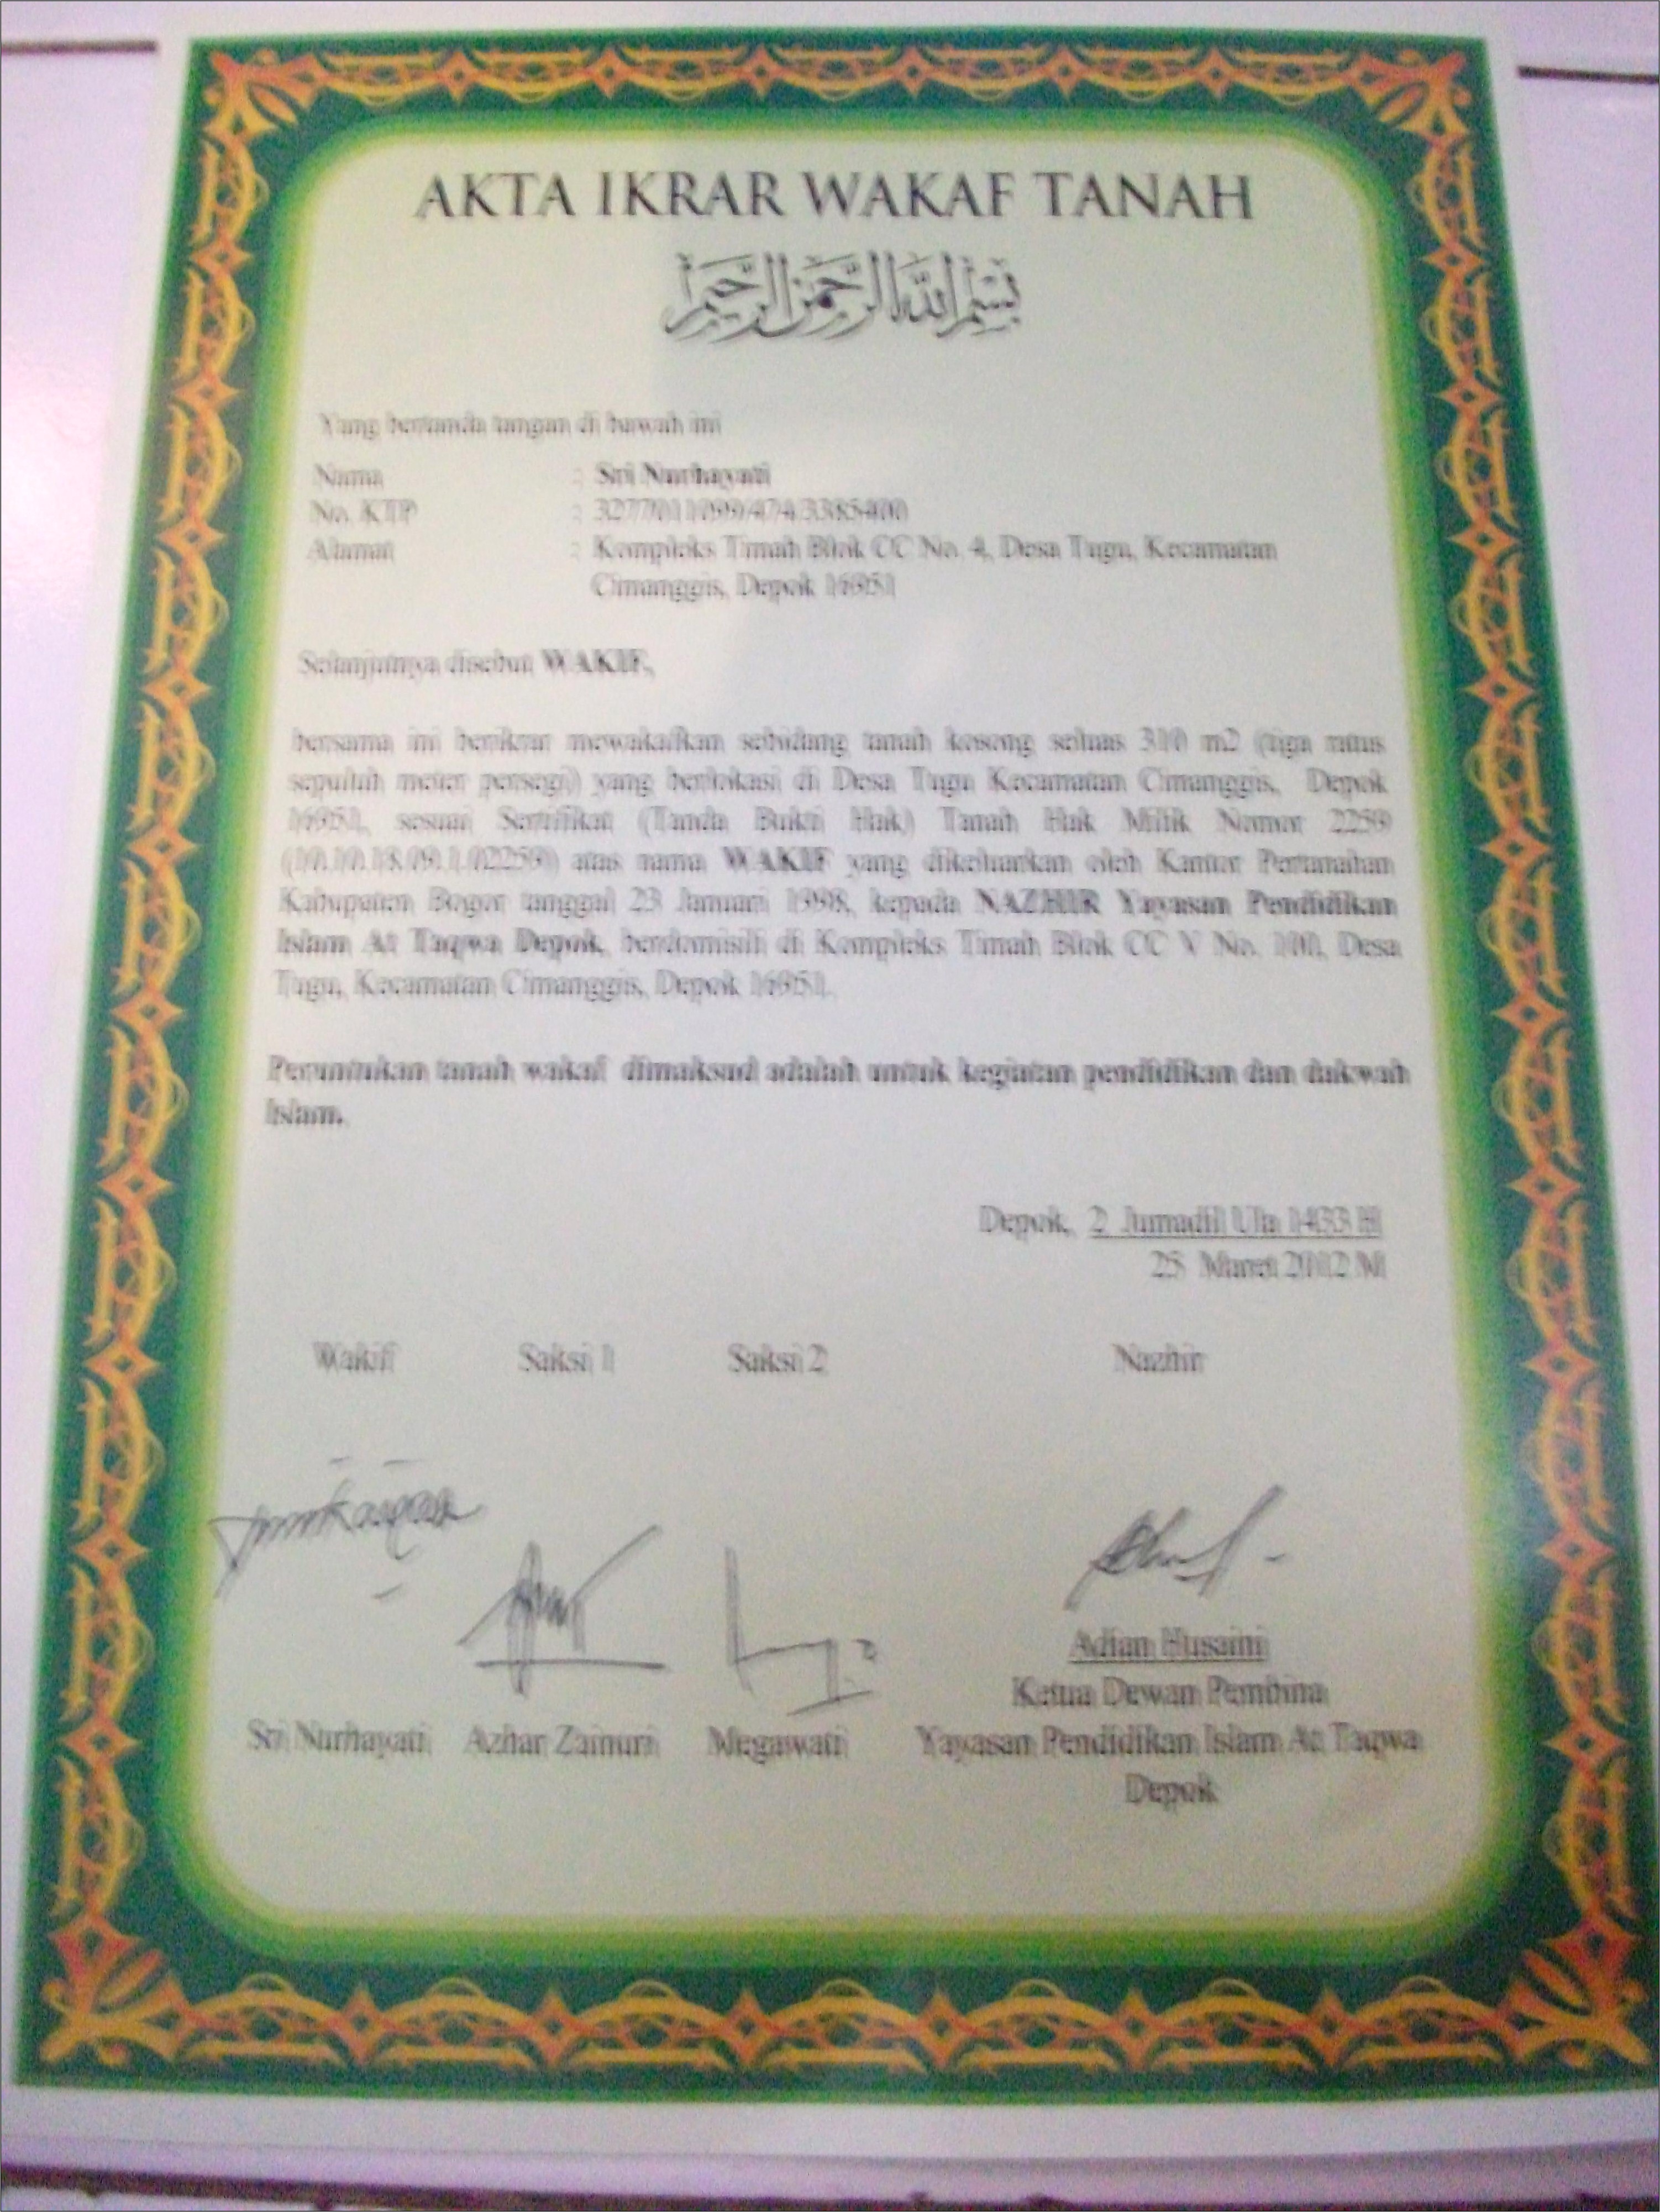 AKTA IKRAR WAKAF TANAH
بسم الله الرحمن الرحيم
Yang bertanda tangan di bawah ini
Nama : Sri Nurhayati
No. KTP :
Alamat : Kompleks Timah Blok CC No. 4, Desa Tugu, Kecamatan
Cimanggis, Depok 16951
Selanjutnya disebut WAKIF,
bersama ini berikrar mewakafkan sebidang tanah kosong seluas 310 m2 (tiga ratus
sepuluh meter persegi) yang berlokasi di Desa Tugu Kecamatan Cimanggis, Depok
16951, sesuai Sertifikat (Tanda Bukti Hak) Tanah Hak Milik Nomor 2259
(10.10.18.09.1.02259) atas nama WAKIF yang dikeluarkan oleh Kantor Pertanahan
Kabupaten Bogor tanggal 23 Januari 1998, kepada NAZHIR Yayasan Pendidikan
Islam At Taqwa Depok, berdomisili di Kompleks Timah Blok CC V No. 100, Desa
Tugu, Kecamatan Cimanggis, Depok 16951.
Peruntukan tanah wakaf dimaksud adalah untuk kegiatan pendidikan dan dakwah
Islam.
Depok, 2 Jumadil Ula 1433 H
25 Maret 2012 M
Wakif Saksi 1 Saksi 2 Nazhir
Adian Husaini
Ketua Dewan Pembina
Sri Nurhayati Azhar Zainuri Megawati Yayasan Pendidikan Islam At Taqwa
Depok